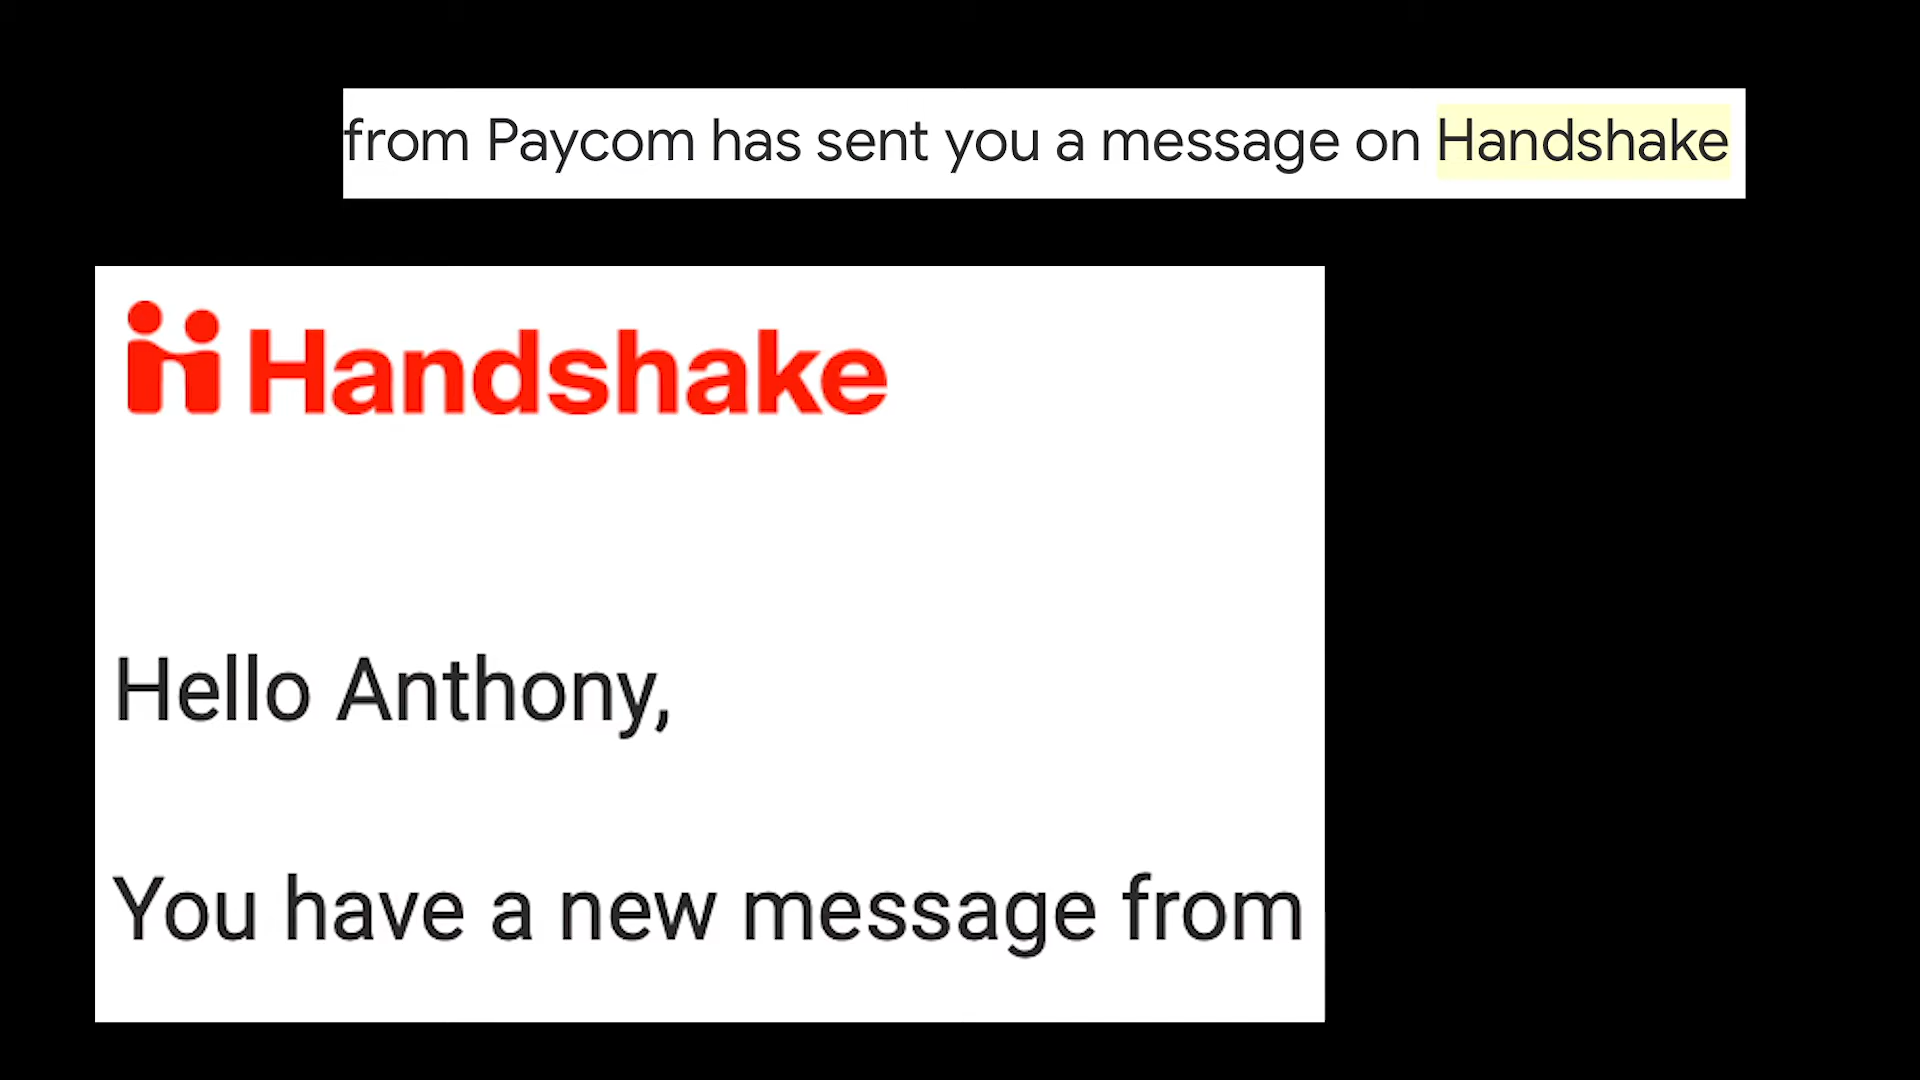 from Paycom has sent you a message on Handshake
Handshake
Hello Anthony,
You have a new message from